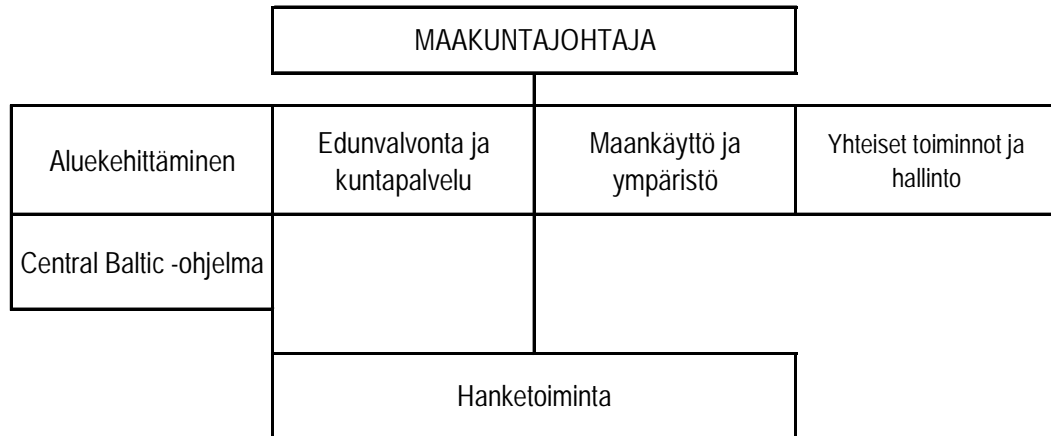 MAAKUNTAJOHTAJA
Aluekehittäminen
Edunvalvonta ja
kuntapalvelu
Maankäyttö ja
ympäristö
Yhteiset toiminnot ja
hallinto
Central Baltic -ohjelma
Hanketoiminta